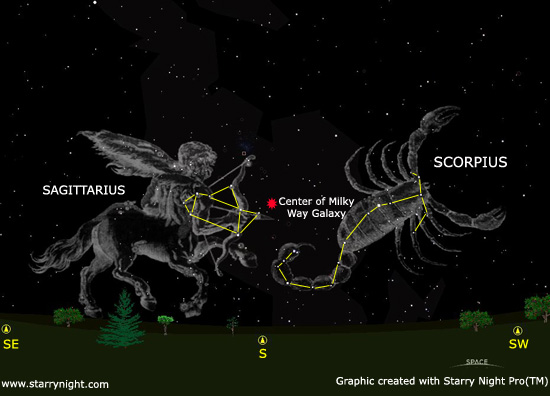 SCORPIUS
SAGITTARIUS
Center of Milky
Way Galaxy
SE
S
SW
SPACE
www.starrynight.com
Graphic created with Starry Night Pro(TM)